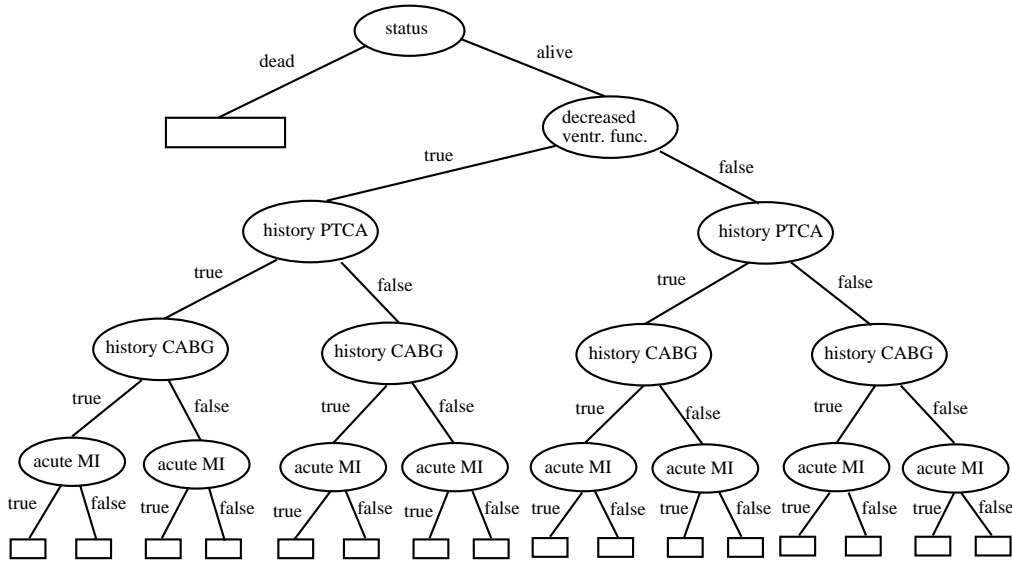 status
dead
alive
decreased
ventr. func.
true
false
history PTCA
history PTCA
true
false
true
false
history CABG
history CABG
history CABG
history CABG
true
false
true
false
true
false
true
false
acute MI
acute MI
acute MI
acute MI
acute MI
acute MI
acute MI
acute MI
true
false
true
false
true
false
true
false
true
false
true
false
true
false
true
false